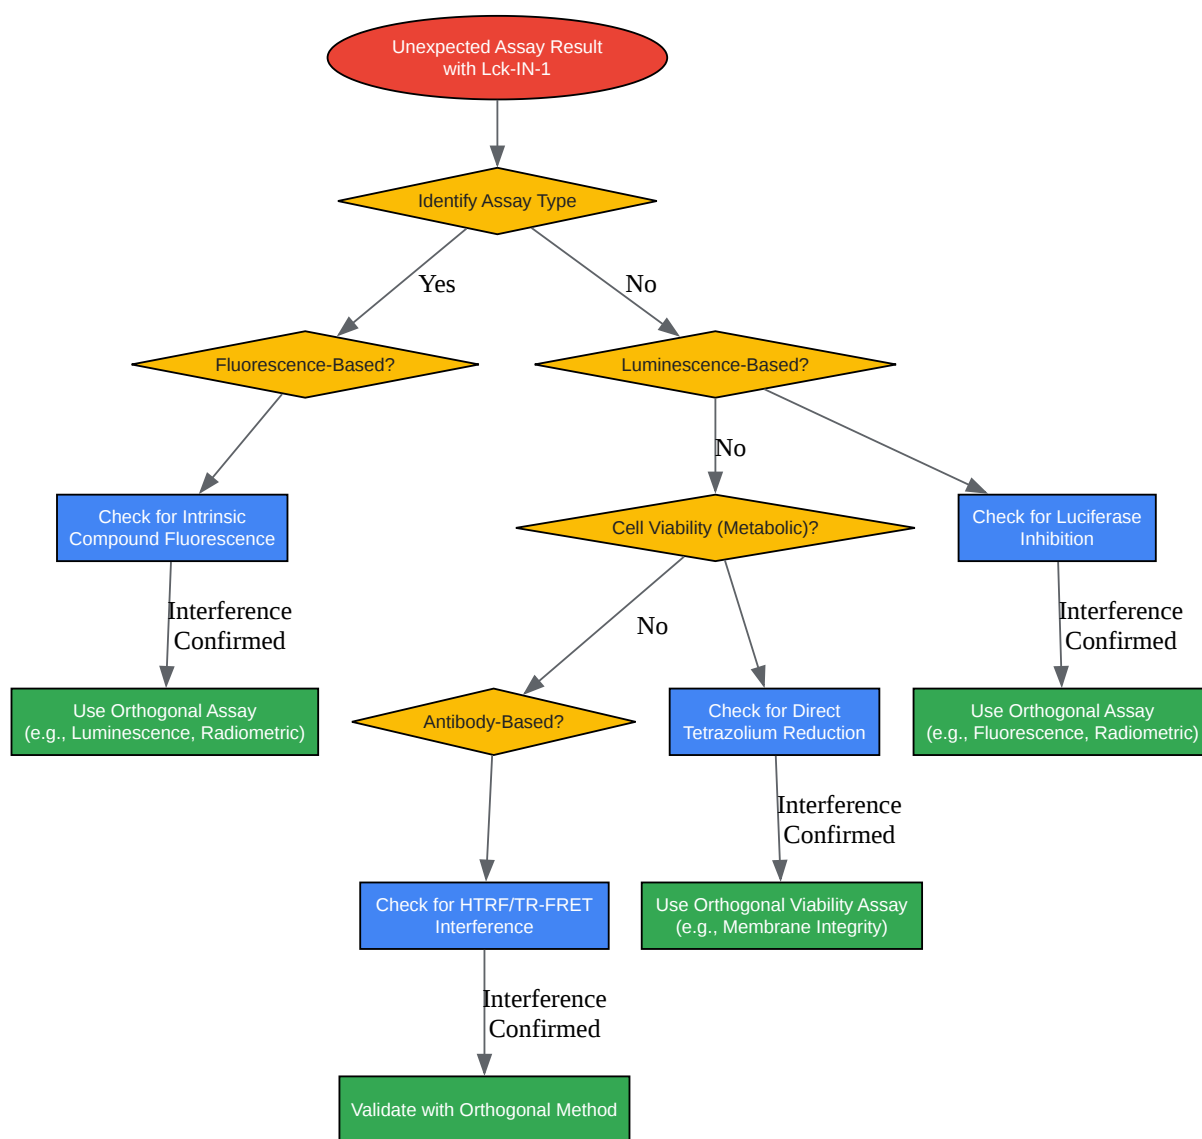 Unexpected Assay Result
with Lck-IN-1
Identify Assay Type
Yes
No
Fluorescence-Based?
Luminescence-Based?
No
Check for Intrinsic
Compound Fluorescence
Cell Viability (Metabolic)?
Check for Luciferase
Inhibition
Interference
Confirmed
No
Interference
Confirmed
Use Orthogonal Assay
(e.g., Luminescence, Radiometric)
Antibody-Based?
Check for Direct
Tetrazolium Reduction
Use Orthogonal Assay
(e.g., Fluorescence, Radiometric)
Interference
Confirmed
Check for HTRF/TR-FRET
Interference
Use Orthogonal Viability Assay
(e.g., Membrane Integrity)
Interference
Confirmed
Validate with Orthogonal Method